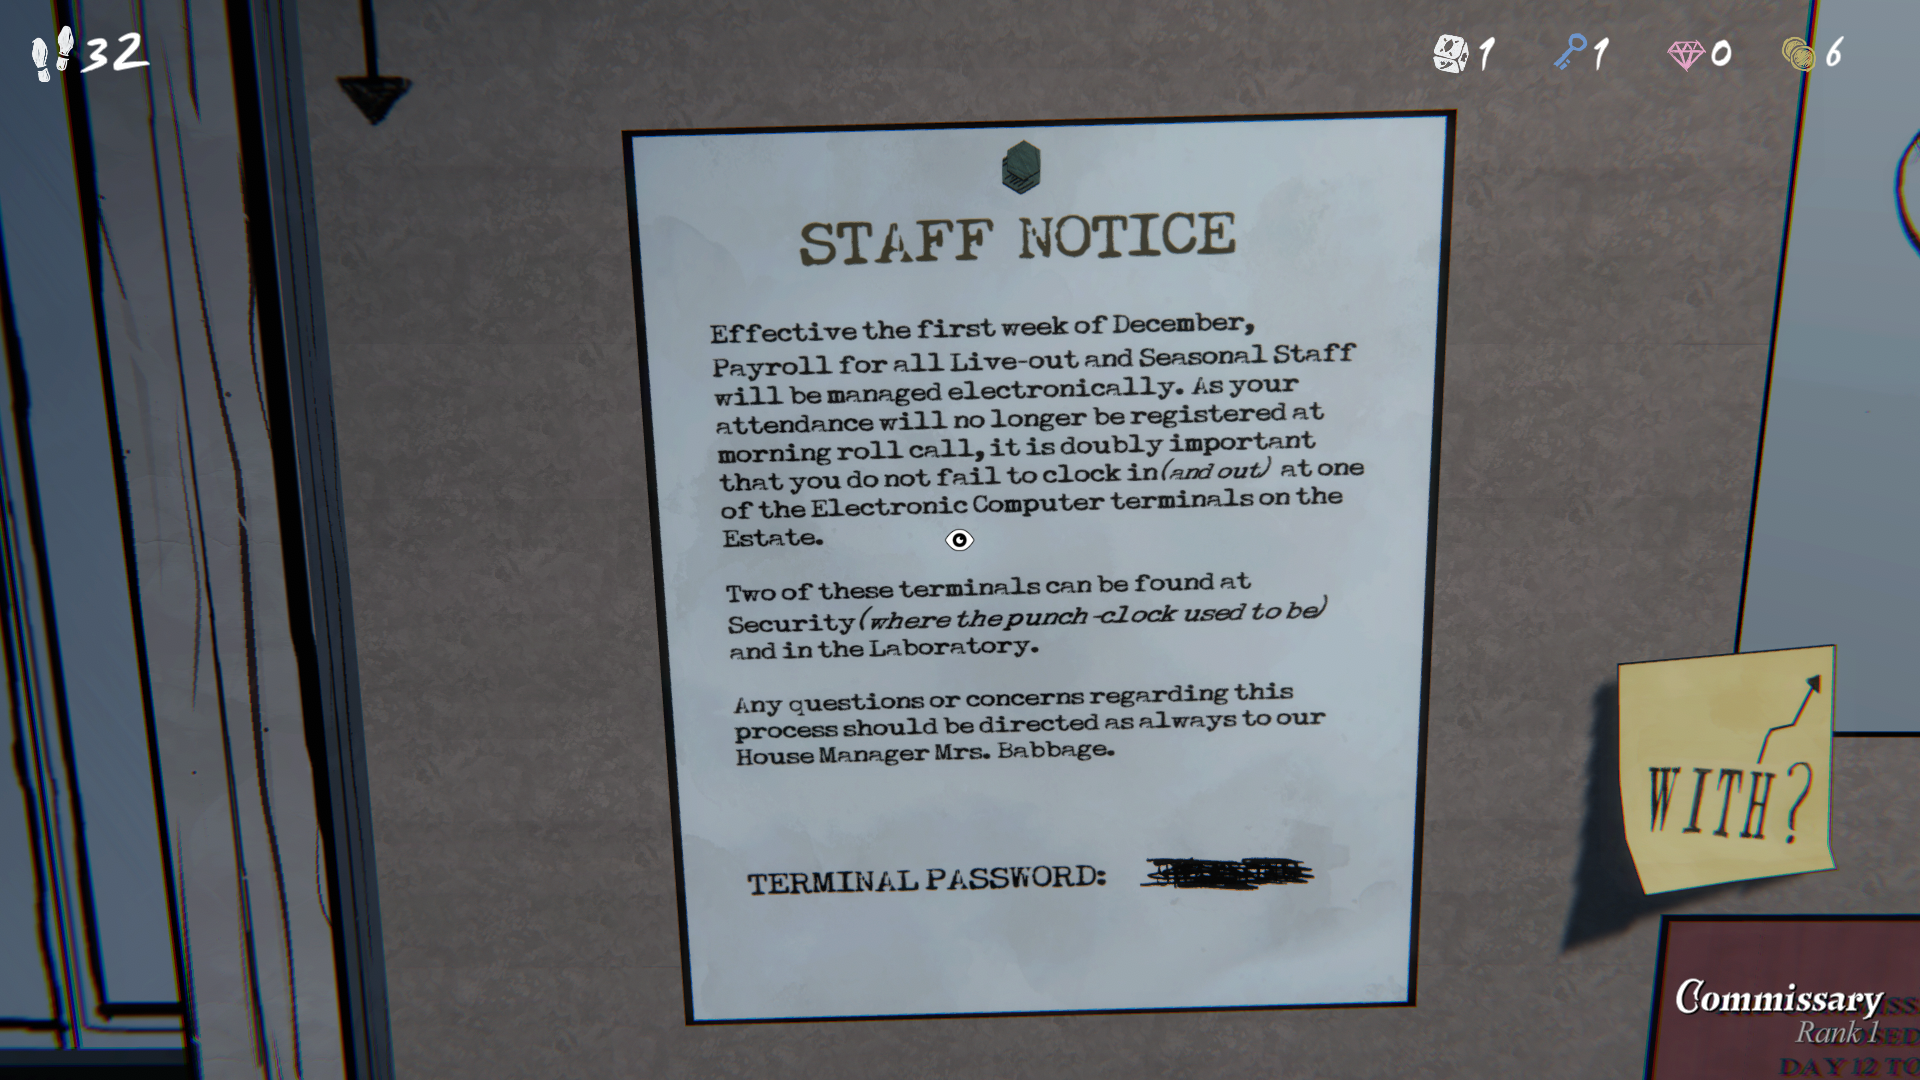 32
1
1
0
6
STAFF NOTICE
Effective the first week of December,
Payroll for all Live-out and Seasonal Staff
will be managed electronically. As your
attendance will no longer be registered at
morning roll call, it is doubly important
that you do not fail to clock in (and out) at one
of the Electronic Computer terminals on the
Estate.
Two of these terminals can be found at
Security (where the punch-clock used to be)
and in the Laboratory.
Any questions or concerns regarding this
process should be directed as always to our
House Manager Mrs. Babbage.
TERMINAL PASSWORD:
WITH?
Commissary
Rank 1
DAY 12 TO